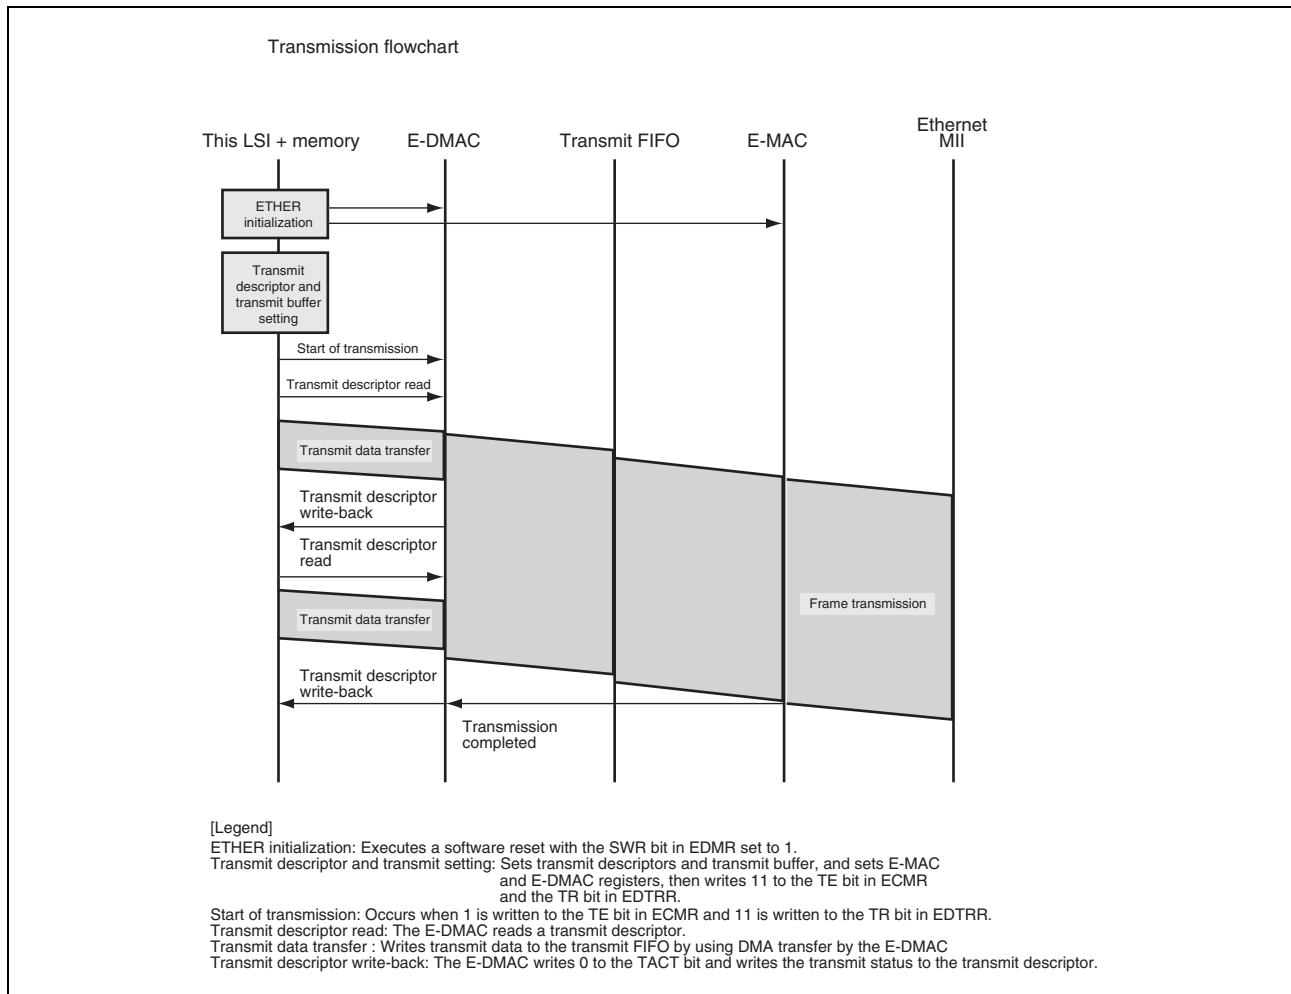 Transmission flowchart
This LSI + memory
E-DMAC
Transmit FIFO
E-MAC
Ethernet
MII
ETHER
initialization
Transmit
descriptor and
transmit buffer
setting
Start of transmission
Transmit descriptor read
Transmit data transfer
Transmit descriptor
write-back
Transmit descriptor
read
Frame transmission
Transmit data transfer
Transmit descriptor
write-back
Transmission
completed
[Legend]
ETHER initialization: Executes a software reset with the SWR bit in EDMR set to 1.
Transmit descriptor and transmit setting: Sets transmit descriptors and transmit buffer, and sets E-MAC
and E-DMAC registers, then writes 11 to the TE bit in ECMR
and the TR bit in EDTRR.
Start of transmission: Occurs when 1 is written to the TE bit in ECMR and 11 is written to the TR bit in EDTRR.
Transmit descriptor read: The E-DMAC reads a transmit descriptor.
Transmit data transfer : Writes transmit data to the transmit FIFO by using DMA transfer by the E-DMAC
Transmit descriptor write-back: The E-DMAC writes 0 to the TACT bit and writes the transmit status to the transmit descriptor.